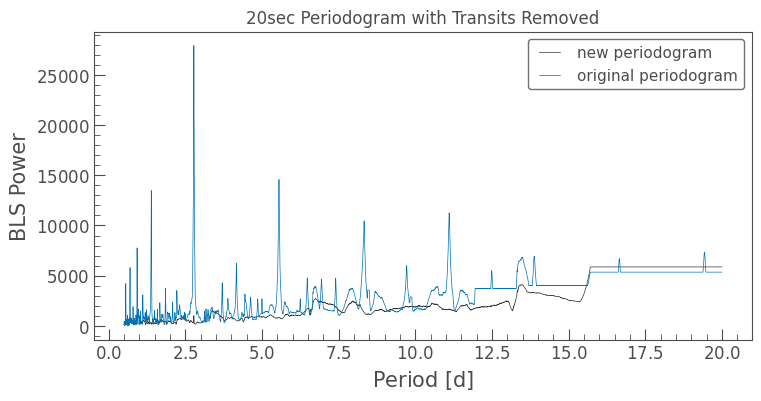 20sec Periodogram with Transits Removed
new periodogram
original periodogram
BLS Power
25000
20000
15000
10000
5000
0
0.0 2.5 5.0 7.5 10.0 12.5 15.0 17.5 20.0
Period [d]